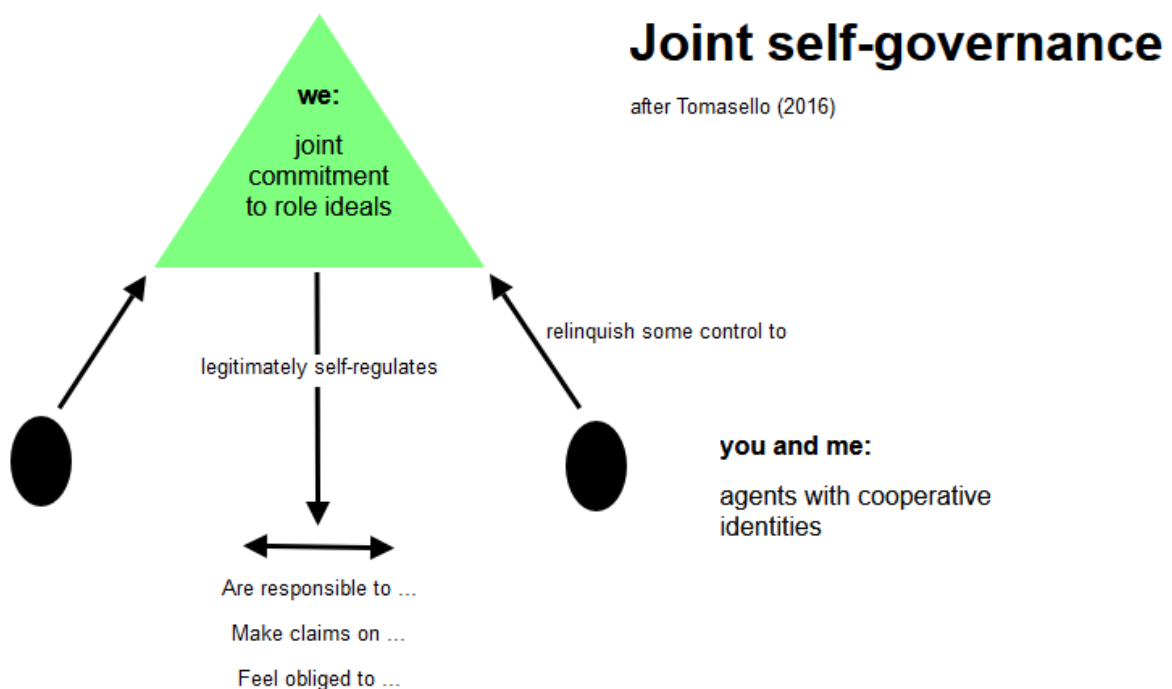 Joint self-governance
after Tomasello (2016)
we:
joint
commitment
to role ideals
relinquish some control to
legitimately self-regulates
you and me:
agents with cooperative
identities
Are responsible to ...
Make claims on ...
Feel obliged to ...